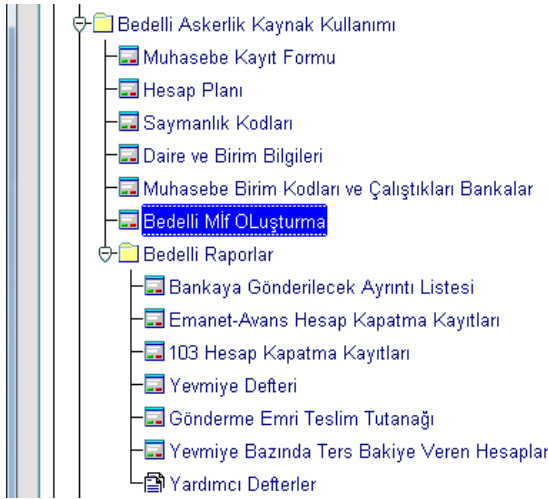 Bedelli Askerlik Kaynak Kullanımı
Muhasebe Kayıt Formu
Hesap Planı
Saymanlık Kodları
Daire ve Birim Bilgileri
Muhasebe Birim Kodları ve Çalıştıkları Bankalar
Bedelli Mİf OLuşturma
Bedelli Raporlar
Bankaya Gönderilecek Ayrıntı Listesi
Emanet-Avans Hesap Kapatma Kayıtları
103 Hesap Kapatma Kayıtları
Yevmiye Defteri
Gönderme Emri Teslim Tutanağı
Yevmiye Bazında Ters Bakiye Veren Hesaplar
Yardımcı Defterler